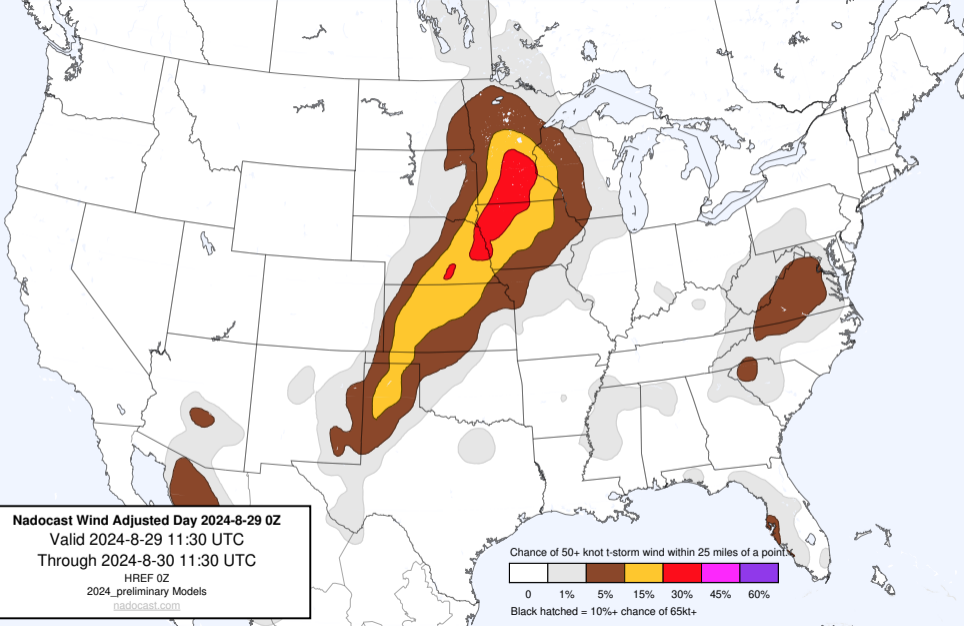 Nadocast Wind Adjusted Day 2024-8-29 0Z
Valid 2024-8-29 11:30 UTC
Through 2024-8-30 11:30 UTC
HREF 0Z
2024_preliminary Models
nadocast.com
Chance of 50+ knot t-storm wind within 25 miles of a point.
0 1% 5% 15% 30% 45% 60%
Black hatched = 10%+ chance of 65kt+